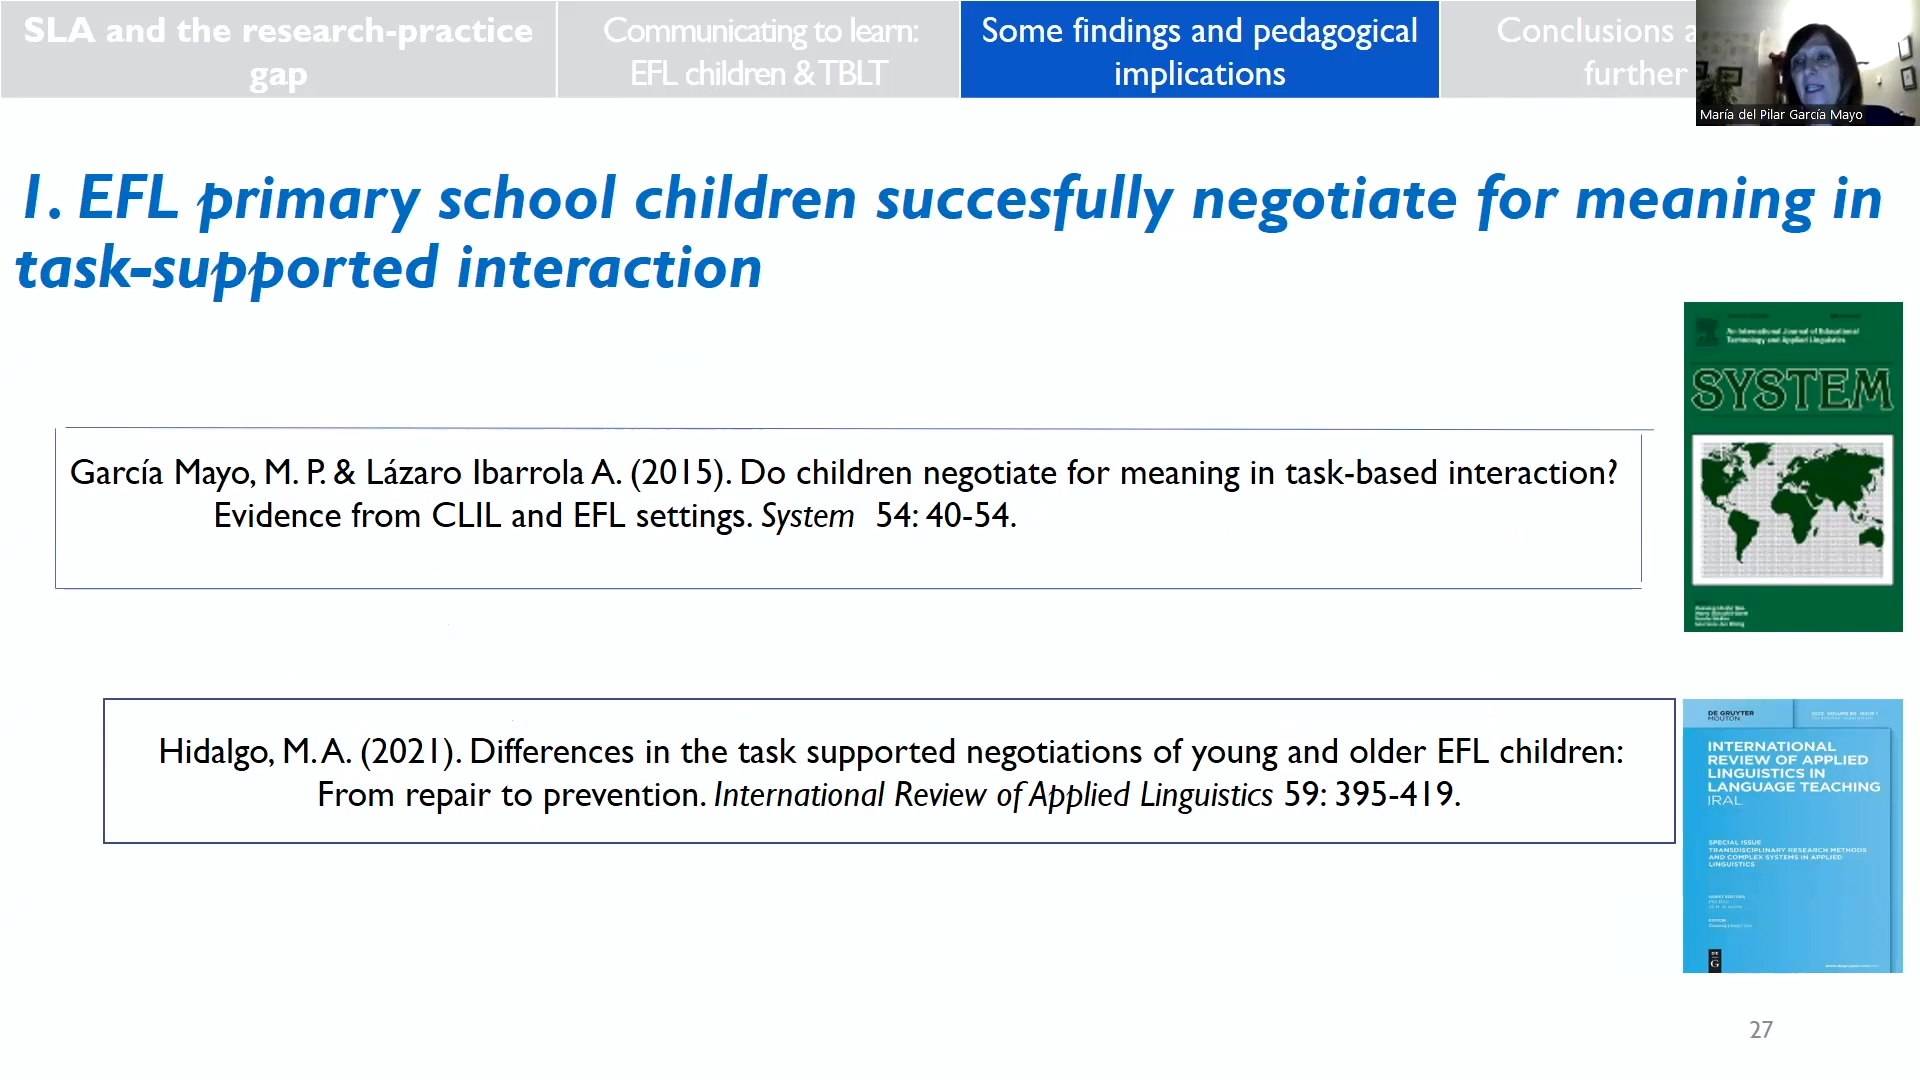 SLA and the research-practice
gap
Communicating to learn:
EFL children & TBLT
Some findings and pedagogical
implications
Conclusions
further
María del Pilar García Mayo
1. EFL primary school children succesfully negotiate for meaning in
task-supported interaction
An International Journal of Educational
Technology and Applied Linguistics
SYSTEM
García Mayo, M. P. & Lázaro Ibarrola A. (2015). Do children negotiate for meaning in task-based interaction?
Evidence from CLIL and EFL settings. System 54: 40-54.
Hidalgo, M. A. (2021). Differences in the task supported negotiations of young and older EFL children:
From repair to prevention. International Review of Applied Linguistics 59: 395-419.
DE GRUYTER
MOUTON
INTERNATIONAL
REVIEW OF APPLIED
LINGUISTICS IN
LANGUAGE TEACHING
IRAL
SPECIAL ISSUE
TRANSDISCIPLINARY RESEARCH METHODS
AND COMPLEX SYSTEMS IN APPLIED
LINGUISTICS
27